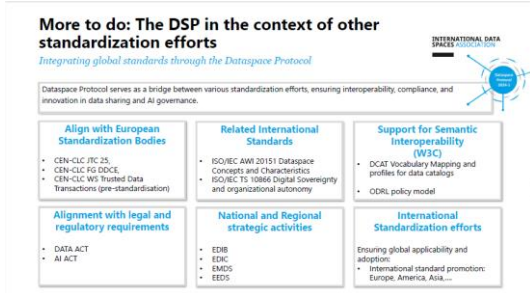 More to do: The DSP in the context of other
standardization efforts
Integrating global standards through the Dataspace Protocol
INTERNATIONAL DATA
SPACES ASSOCIATION
Dataspace
Protocol
Dataspace Protocol serves as a bridge between various standardization efforts, ensuring interoperability, compliance, and
innovation in data sharing and AI governance.
Align with European
Standardization Bodies
• CEN-CLC JTC 25,
• CEN-CLC FG DDCE,
• CEN-CLC WS Trusted Data
Transactions (pre-standardisation)
Related International
Standards
• ISO/IEC AWI 20151 Dataspace
Concepts and Characteristics
• ISO/IEC TS 10866 Digital Sovereignty
and organizational autonomy
Support for Semantic
Interoperability
(W3C)
• DCAT Vocabulary Mapping and
profiles for data catalogs
• ODRL policy model
Alignment with legal and
regulatory requirements
• DATA ACT
• AI ACT
National and Regional
strategic activities
• EDIB
• EDIC
• EMDS
• EEDS
International
Standardization efforts
Ensuring global applicability and
adoption:
• International standard promotion:
Europe, America, Asia,....